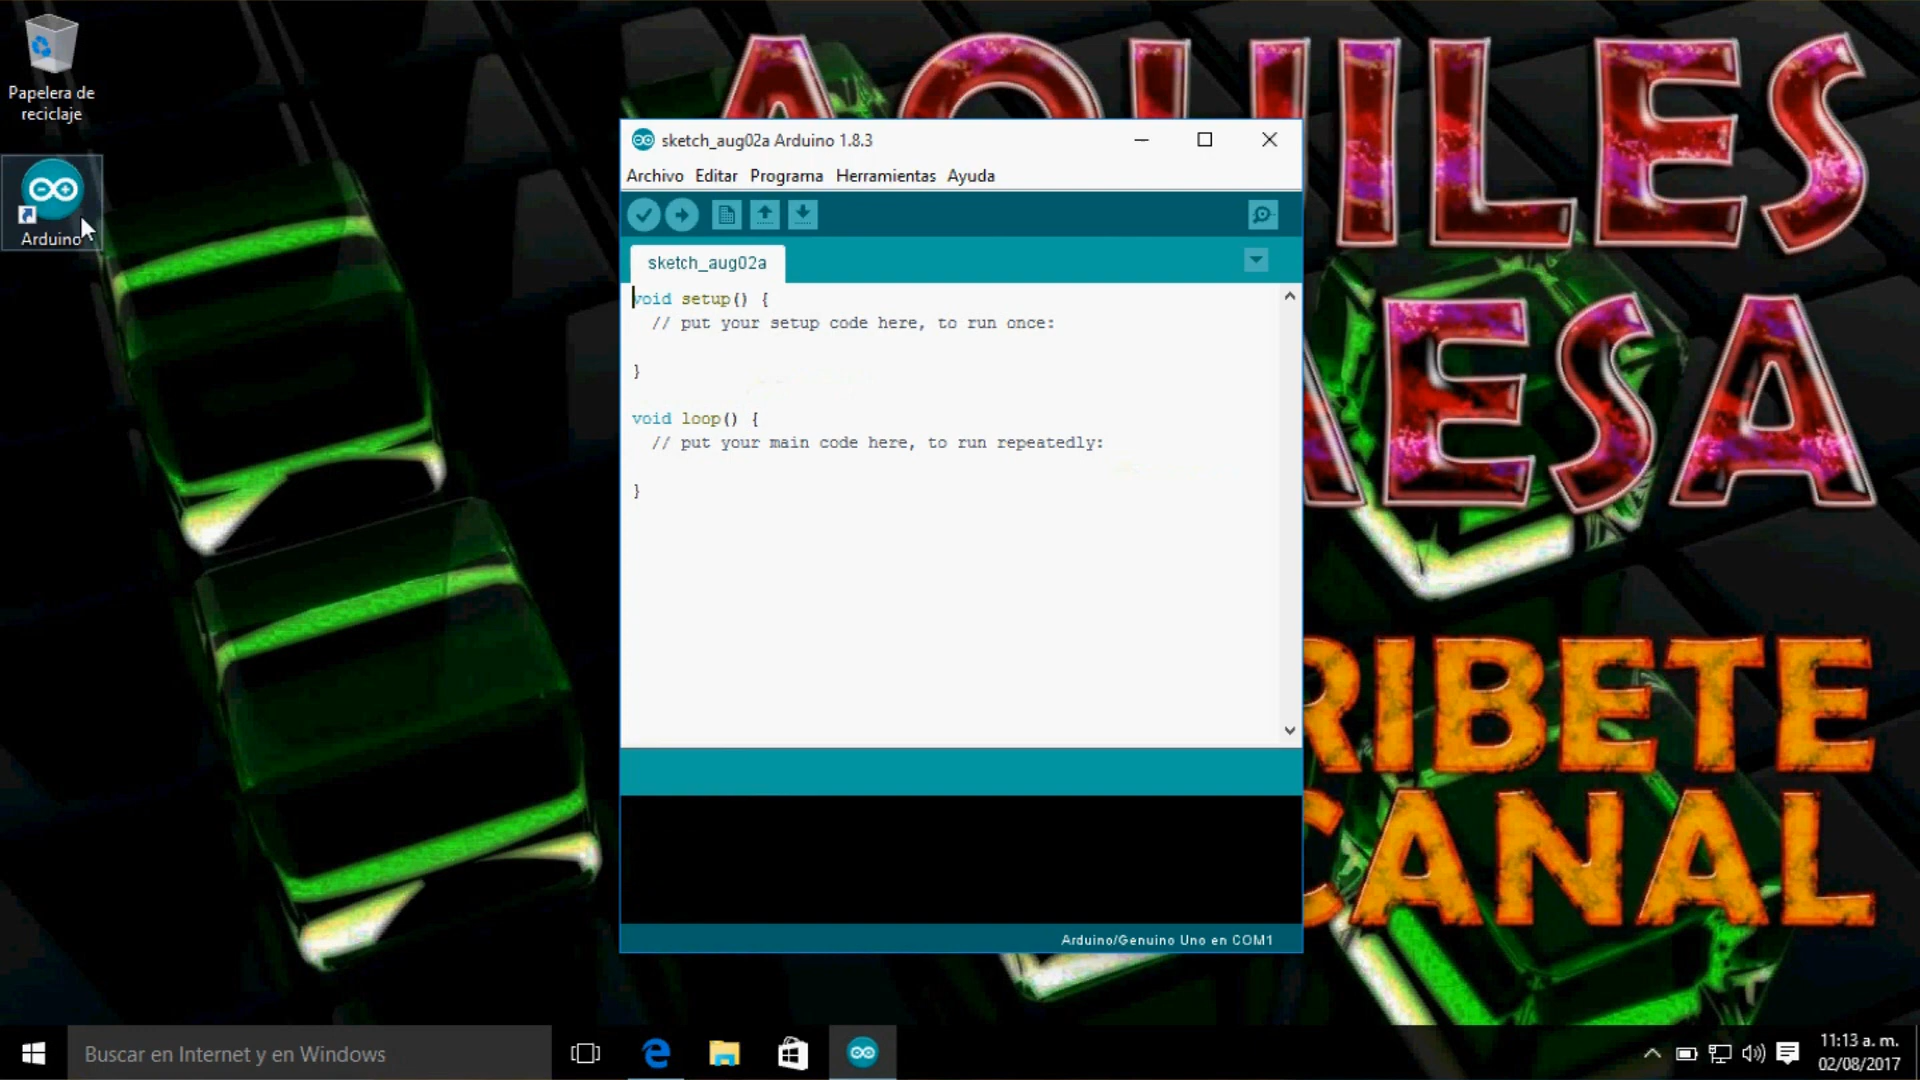 Papelera de
reciclaje
Arduino
AQUILES
AESA
RIBETE
CANAL
sketch_aug02a Arduino 1.8.3
Archivo Editar Programa Herramientas Ayuda
sketch_aug02a
void setup() {
// put your setup code here, to run once:
}
void loop() {
// put your main code here, to run repeatedly:
}
Arduino/Genuino Uno en COM1
Buscar en Internet y en Windows
11:13 a. m.
02/08/2017